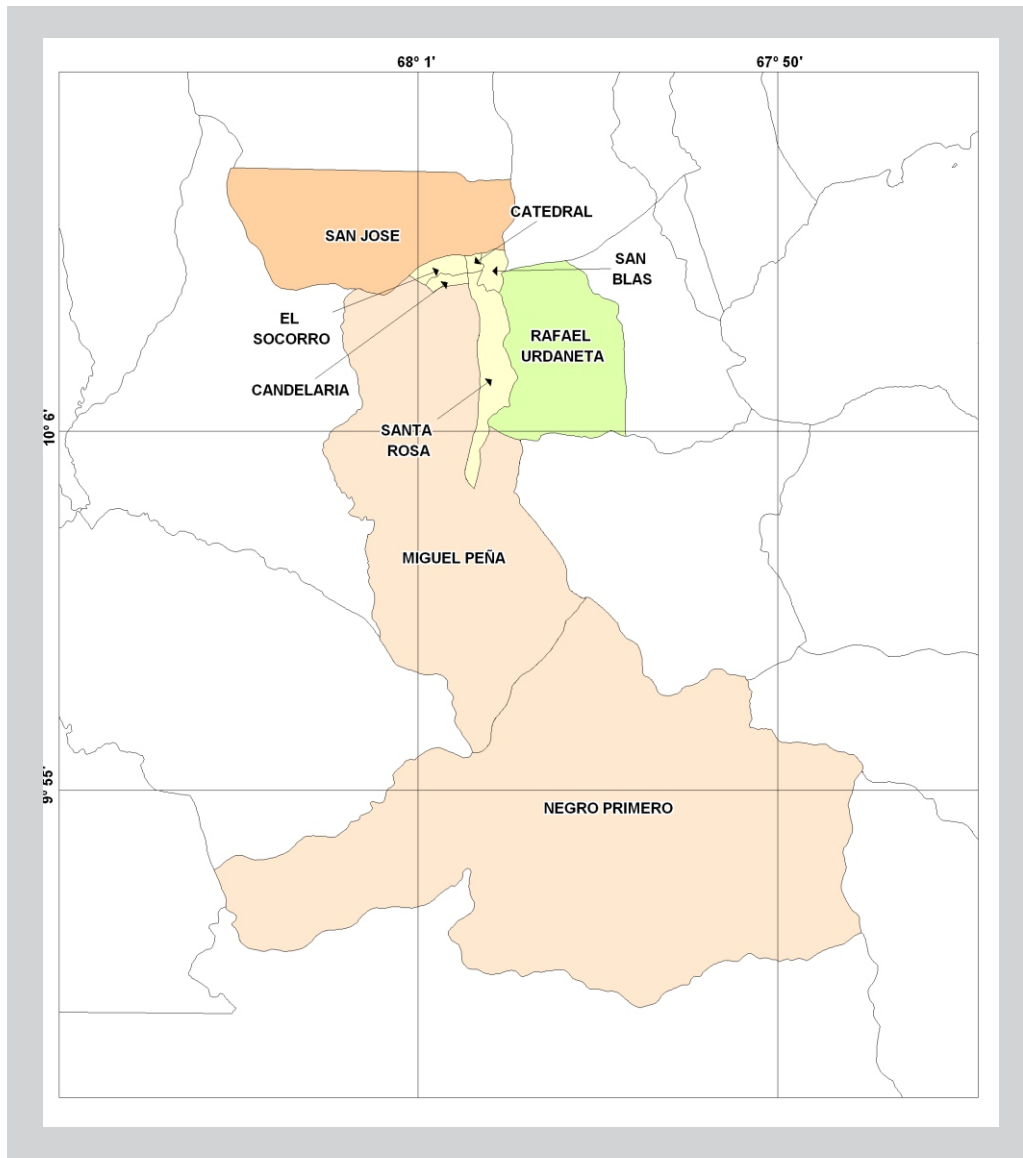 68° 1'
67° 50'
CATEDRAL
SAN JOSE
SAN
BLAS
EL
SOCORRO
RAFAEL
URDANETA
CANDELARIA
10° 6'
SANTA
ROSA
MIGUEL PEÑA
9° 55'
NEGRO PRIMERO